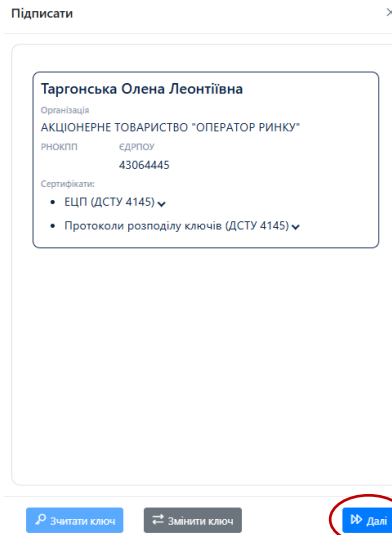 Підписати
Таргонська Олена Леонтіївна
Організація
АКЦІОНЕРНЕ ТОВАРИСТВО "ОПЕРАТОР РИНКУ"
РНОКПП ЄДРПОУ
43064445
Сертифікати:
• ЕЦП (ДСТУ 4145)
• Протоколи розподілу ключів (ДСТУ 4145)
Зчитати ключ Змінити ключ Далі